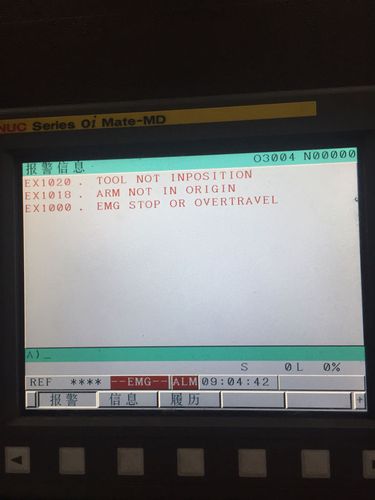 NUC Series 0i Mate-MD
报警信息 O3004 N00000
EX1020 . TOOL NOT INPOSITION
EX1018 . ARM NOT IN ORIGIN
EX1000 . EMG STOP OR OVERTRAVEL
A)_
S 0L 0%
REF **** --EMG-- ALM 09:04:42
报警 信息 履历 +